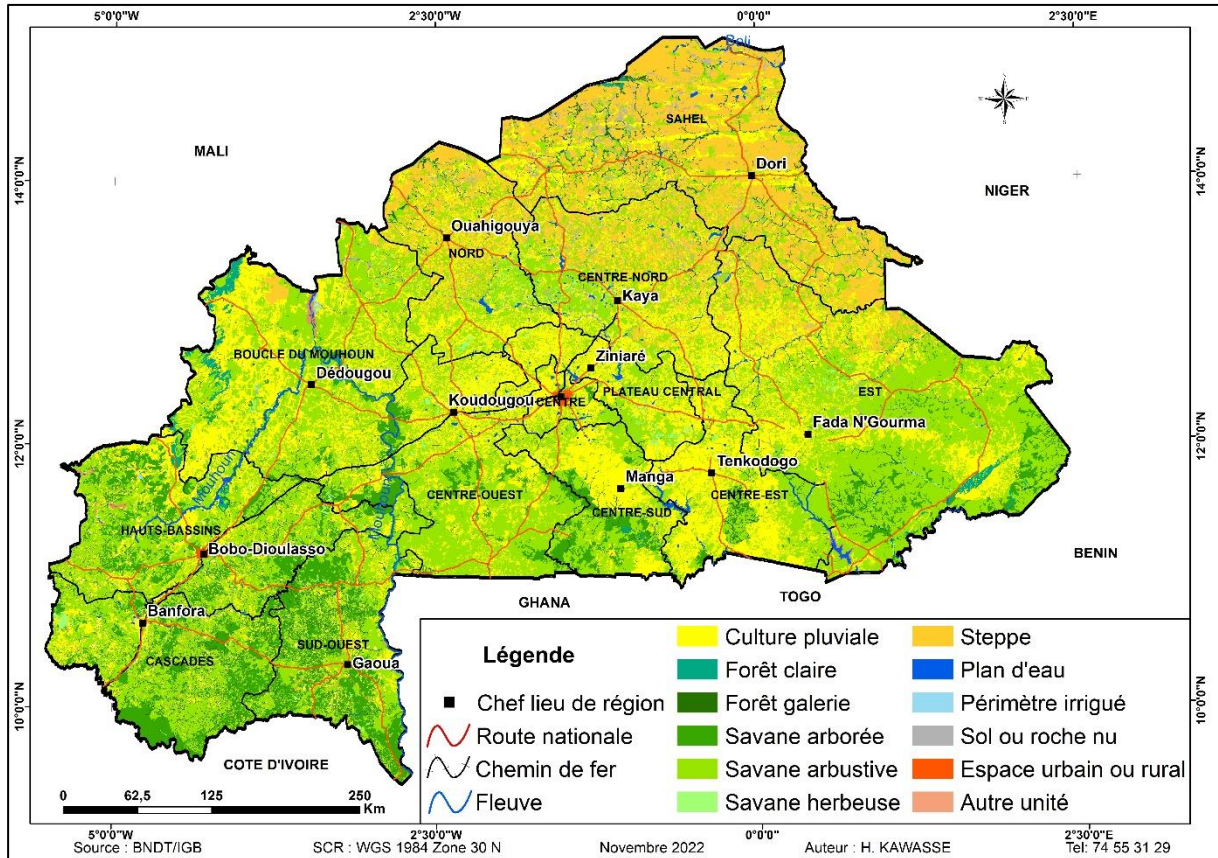 5°0'0"W
2°30'0"W
0°0'0"
2°30'0"E
Beli
SAHEL
MALI
Dori
14°0'0"N
14°0'0"N
NIGER
Ouahigouya
NORD
CENTRE-NORD
Kaya
BOUCLE DU MOUHOUN
Ziniaré
Dédougou
PLATEAU CENTRAL
EST
Koudougou
CENTRE
Fada N'Gourma
12°0'0"N
12°0'0"N
Tenkodogo
Mouhoun
Manga
CENTRE-OUEST
CENTRE-EST
CENTRE-SUD
Mouhoun
HAUTS-BASSINS
Bobo-Dioulasso
BENIN
GHANA
TOGO
Banfora
SUD-OUEST
CASCADES
Gaoua
10°0'0"N
10°0'0"N
COTE D'IVOIRE
Légende
Chef lieu de région
Route nationale
Chemin de fer
Fleuve
Culture pluviale
Forêt claire
Forêt galerie
Savane arborée
Savane arbustive
Savane herbeuse
Steppe
Plan d'eau
Périmètre irrigué
Sol ou roche nu
Espace urbain ou rural
Autre unité
0 62,5 125 250
Km
5°0'0"W
2°30'0"W
0°0'0"
2°30'0"E
Source : BNDT/IGB SCR : WGS 1984 Zone 30 N Novembre 2022 Auteur : H. KAWASSE Tel: 74 55 31 29